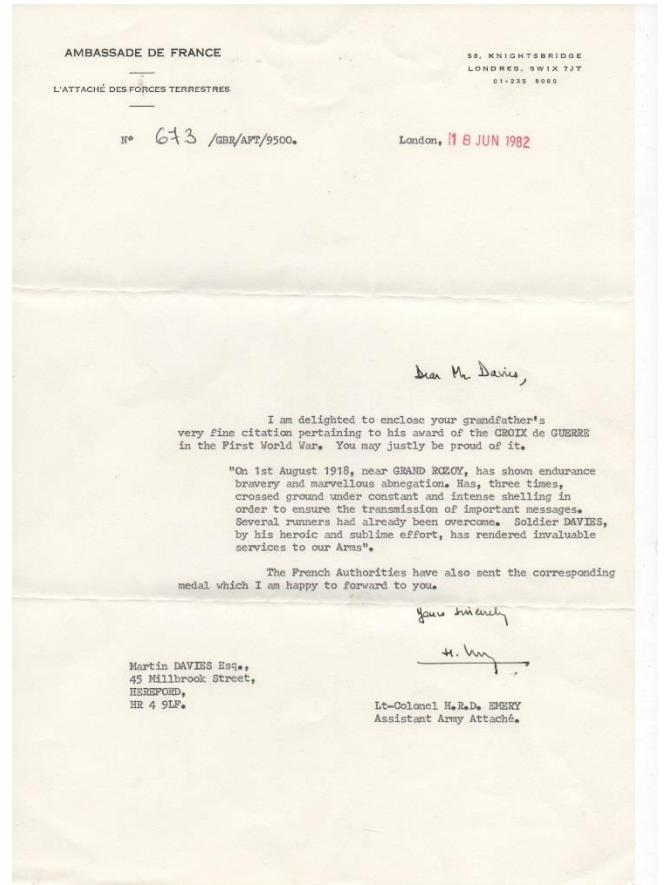 AMBASSADE DE FRANCE
L'ATTACHÉ DES FORCES TERRESTRES
58, KNIGHTSBRIDGE
LONDRES, SW1X 7JT
01-235 8080
Nº 673 /GBR/AFT/9500.
London, 18 JUN 1982
Dear Mr Davies,
I am delighted to enclose your grandfather's
very fine citation pertaining to his award of the CROIX de GUERRE
in the First World War. You may justly be proud of it.
"On 1st August 1918, near GRAND ROZOY, has shown endurance
bravery and marvellous abnegation. Has, three times,
crossed ground under constant and intense shelling in
order to ensure the transmission of important messages.
Several runners had already been overcome. Soldier DAVIES,
by his heroic and sublime effort, has rendered invaluable
services to our Arms".
The French Authorities have also sent the corresponding
medal which I am happy to forward to you.
Yours sincerely
Martin DAVIES Esq.,
45 Millbrook Street,
HEREFORD,
HR 4 9LF.
Lt-Colonel H.R.D. EMERY
Assistant Army Attaché.